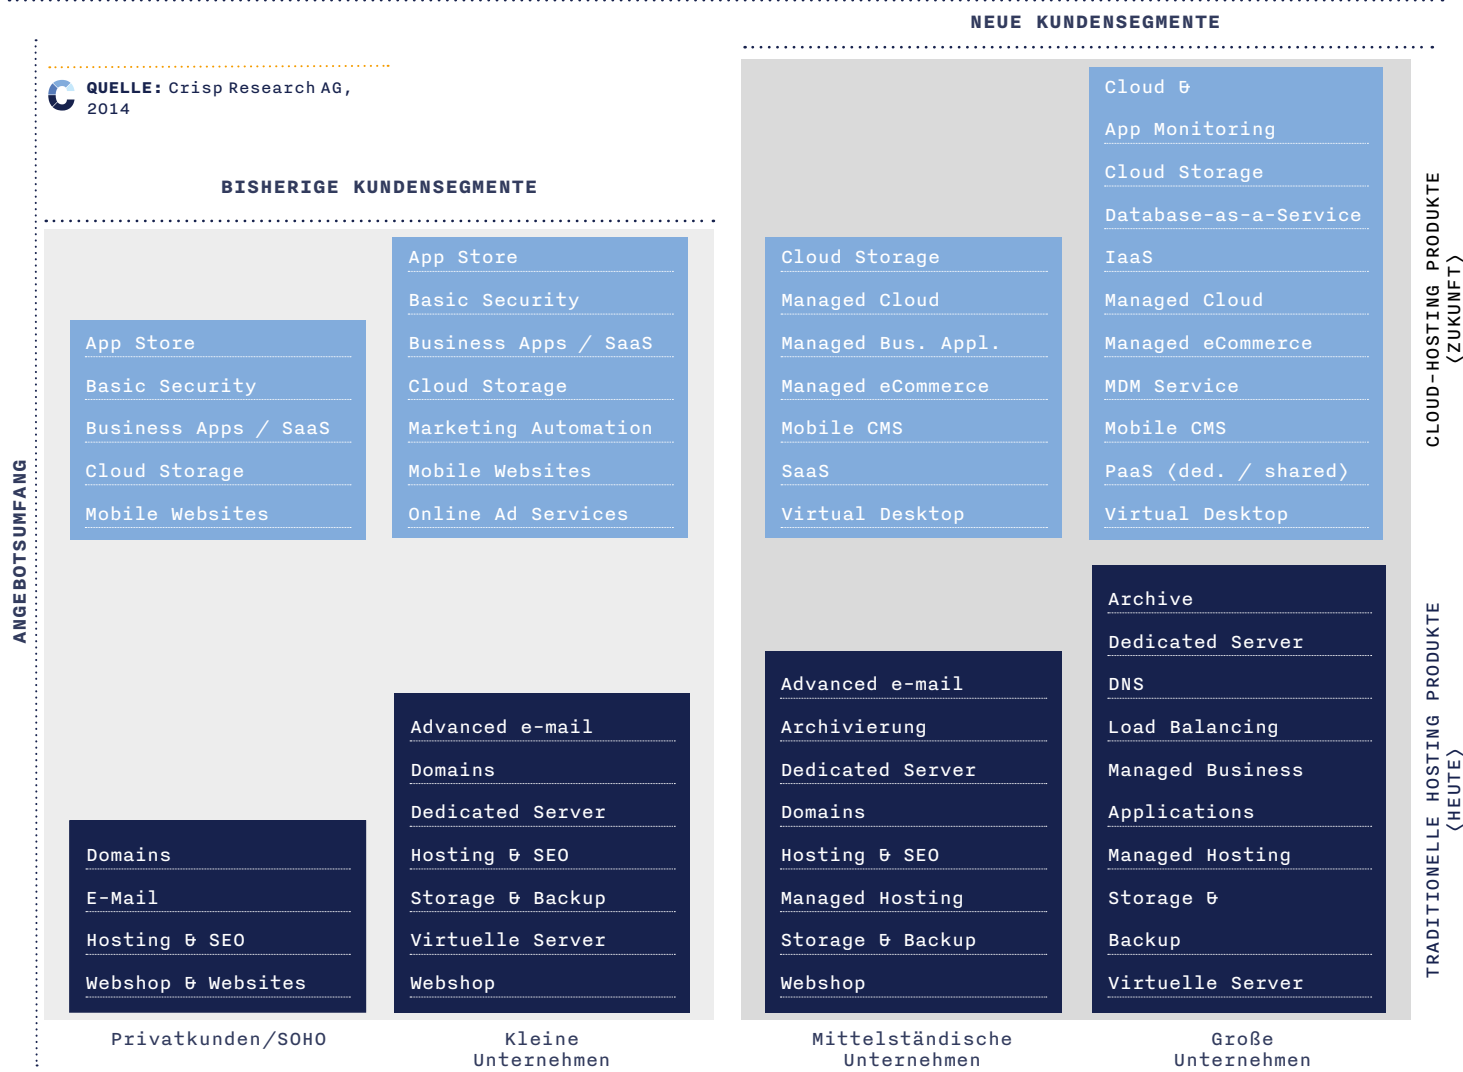 NEUE KUNDENSEGMENTE
QUELLE: Crisp Research AG,
2014
BISHERIGE KUNDENSEGMENTE
ANGEBOTSUMFANG
App Store
Basic Security
Business Apps / SaaS
Cloud Storage
Mobile Websites
Domains
E-Mail
Hosting & SEO
Webshop & Websites
Privatkunden/SOHO
App Store
Basic Security
Business Apps / SaaS
Cloud Storage
Marketing Automation
Mobile Websites
Online Ad Services
Advanced e-mail
Domains
Dedicated Server
Hosting & SEO
Storage & Backup
Virtuelle Server
Webshop
Kleine
Unternehmen
Cloud Storage
Managed Cloud
Managed Bus. Appl.
Managed eCommerce
Mobile CMS
SaaS
Virtual Desktop
Advanced e-mail
Archivierung
Dedicated Server
Domains
Hosting & SEO
Managed Hosting
Storage & Backup
Webshop
Mittelständische
Unternehmen
Cloud &
App Monitoring
Cloud Storage
Database-as-a-Service
IaaS
Managed Cloud
Managed eCommerce
MDM Service
Mobile CMS
PaaS (ded. / shared)
Virtual Desktop
Archive
Dedicated Server
DNS
Load Balancing
Managed Business
Applications
Managed Hosting
Storage &
Backup
Virtuelle Server
Große
Unternehmen
CLOUD-HOSTING PRODUKTE
(ZUKUNFT)
TRADITIONELLE HOSTING PRODUKTE
(HEUTE)